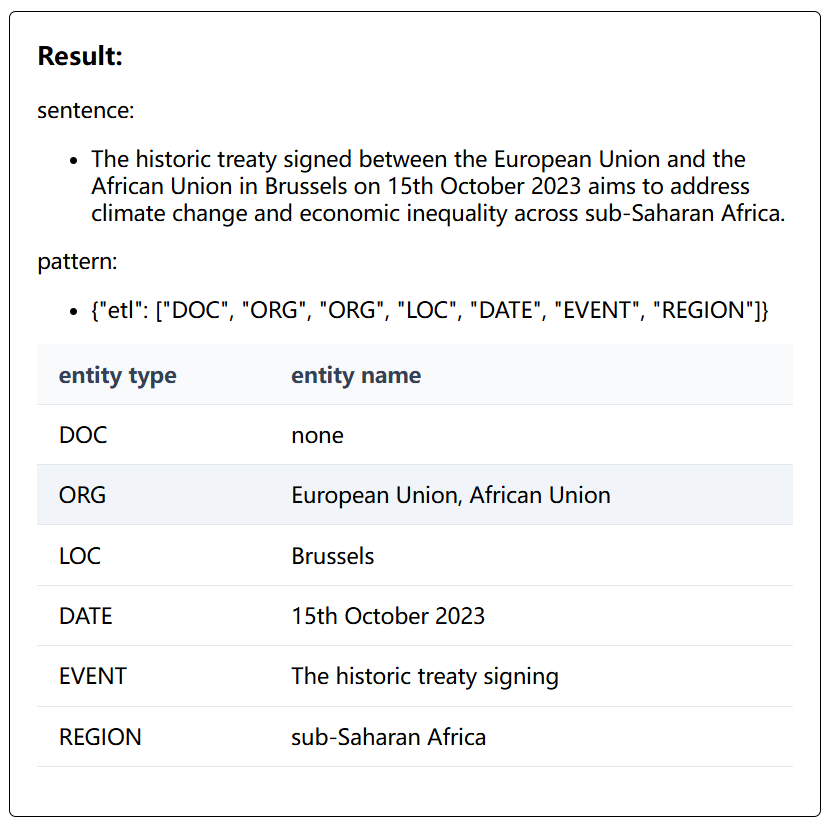 Result:
sentence:
• The historic treaty signed between the European Union and the
African Union in Brussels on 15th October 2023 aims to address
climate change and economic inequality across sub-Saharan Africa.
pattern:
• {"etl": ["DOC", "ORG", "ORG", "LOC", "DATE", "EVENT", "REGION"]}
entity type entity name
DOC none
ORG European Union, African Union
LOC Brussels
DATE 15th October 2023
EVENT The historic treaty signing
REGION sub-Saharan Africa